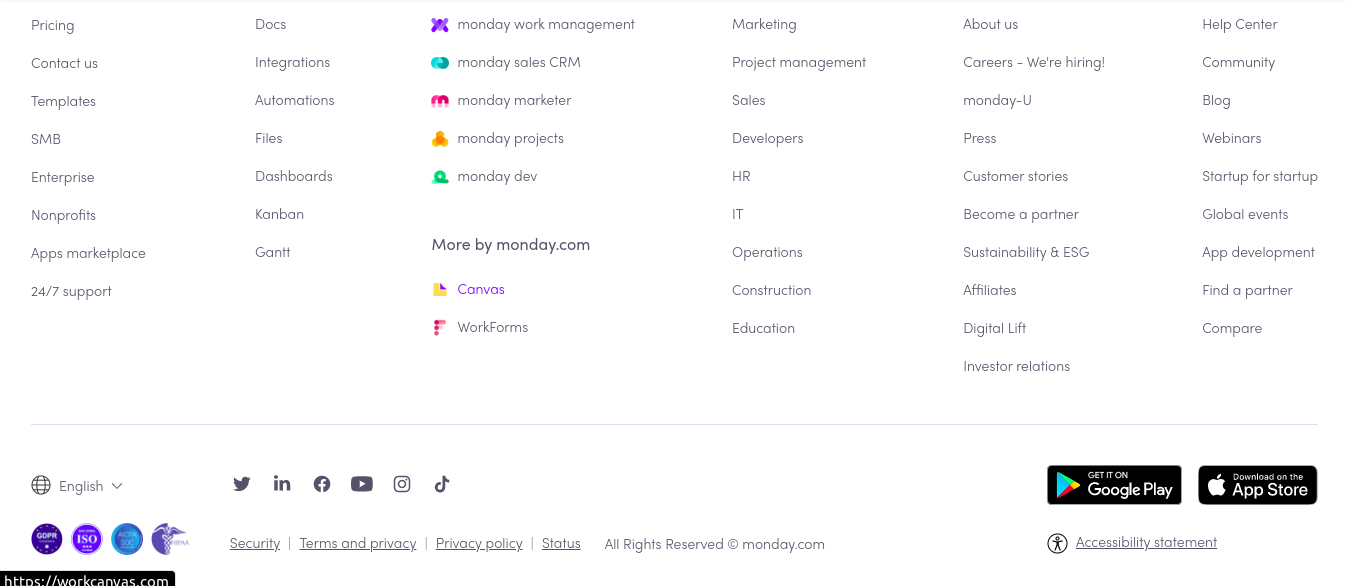 Pricing
Contact us
Templates
SMB
Enterprise
Nonprofits
Apps marketplace
24/7 support
Docs
Integrations
Automations
Files
Dashboards
Kanban
Gantt
monday work management
monday sales CRM
monday marketer
monday projects
monday dev
More by monday.com
Canvas
WorkForms
Marketing
Project management
Sales
Developers
HR
IT
Operations
Construction
Education
About us
Careers - We're hiring!
monday-U
Press
Customer stories
Become a partner
Sustainability & ESG
Affiliates
Digital Lift
Investor relations
Help Center
Community
Blog
Webinars
Startup for startup
Global events
App development
Find a partner
Compare
English
GET IT ON
Google Play
Download on the
App Store
GDPR
ISO
AICPA
SOC
Security | Terms and privacy | Privacy policy | Status All Rights Reserved © monday.com
Accessibility statement
https://workcanvas.com